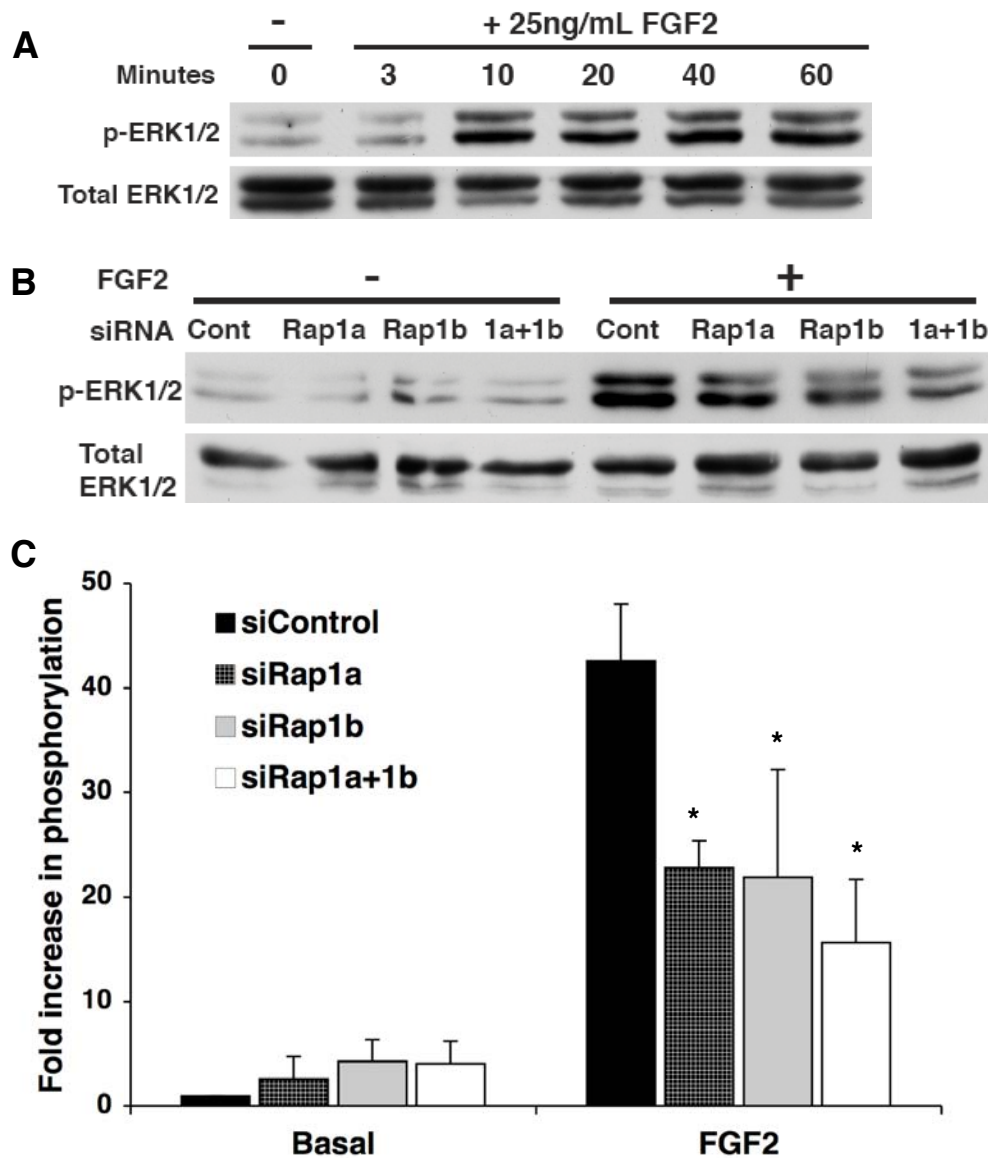 A
- + 25ng/mL FGF2
Minutes 0 3 10 20 40 60
p-ERK1/2
Total ERK1/2
B
FGF2 - +
siRNA Cont Rap1a Rap1b 1a+1b Cont Rap1a Rap1b 1a+1b
p-ERK1/2
Total
ERK1/2
C
Fold increase in phosphorylation
50
40
30
20
10
0
siControl
siRap1a
siRap1b
siRap1a+1b
*
*
*
Basal FGF2